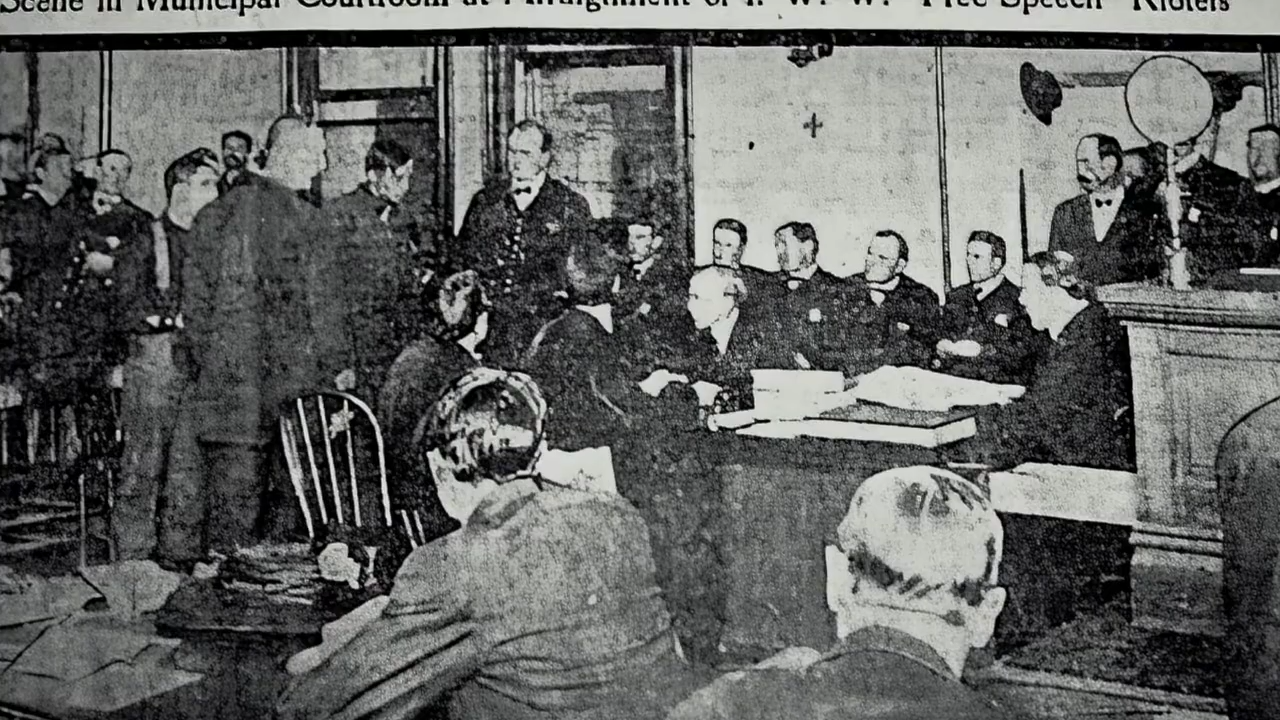 Scene in Municipal Courtroom at Arraignment of I. W. W. "Free Speech" Rioters